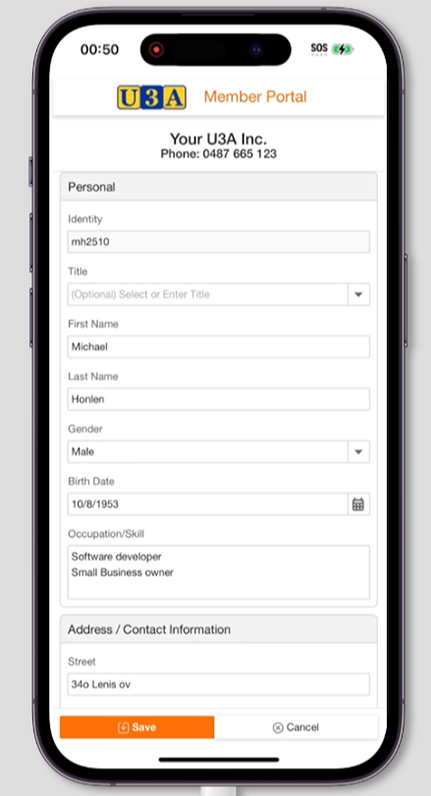 00:50
SOS
U3A Member Portal
Your U3A Inc.
Phone: 0487 665 123
Personal
Identity
mh2510
Title
(Optional) Select or Enter Title
First Name
Michael
Last Name
Honlen
Gender
Male
Birth Date
10/8/1953
Occupation/Skill
Software developer
Small Business owner
Address / Contact Information
Street
34o Lenis ov
Save
Cancel